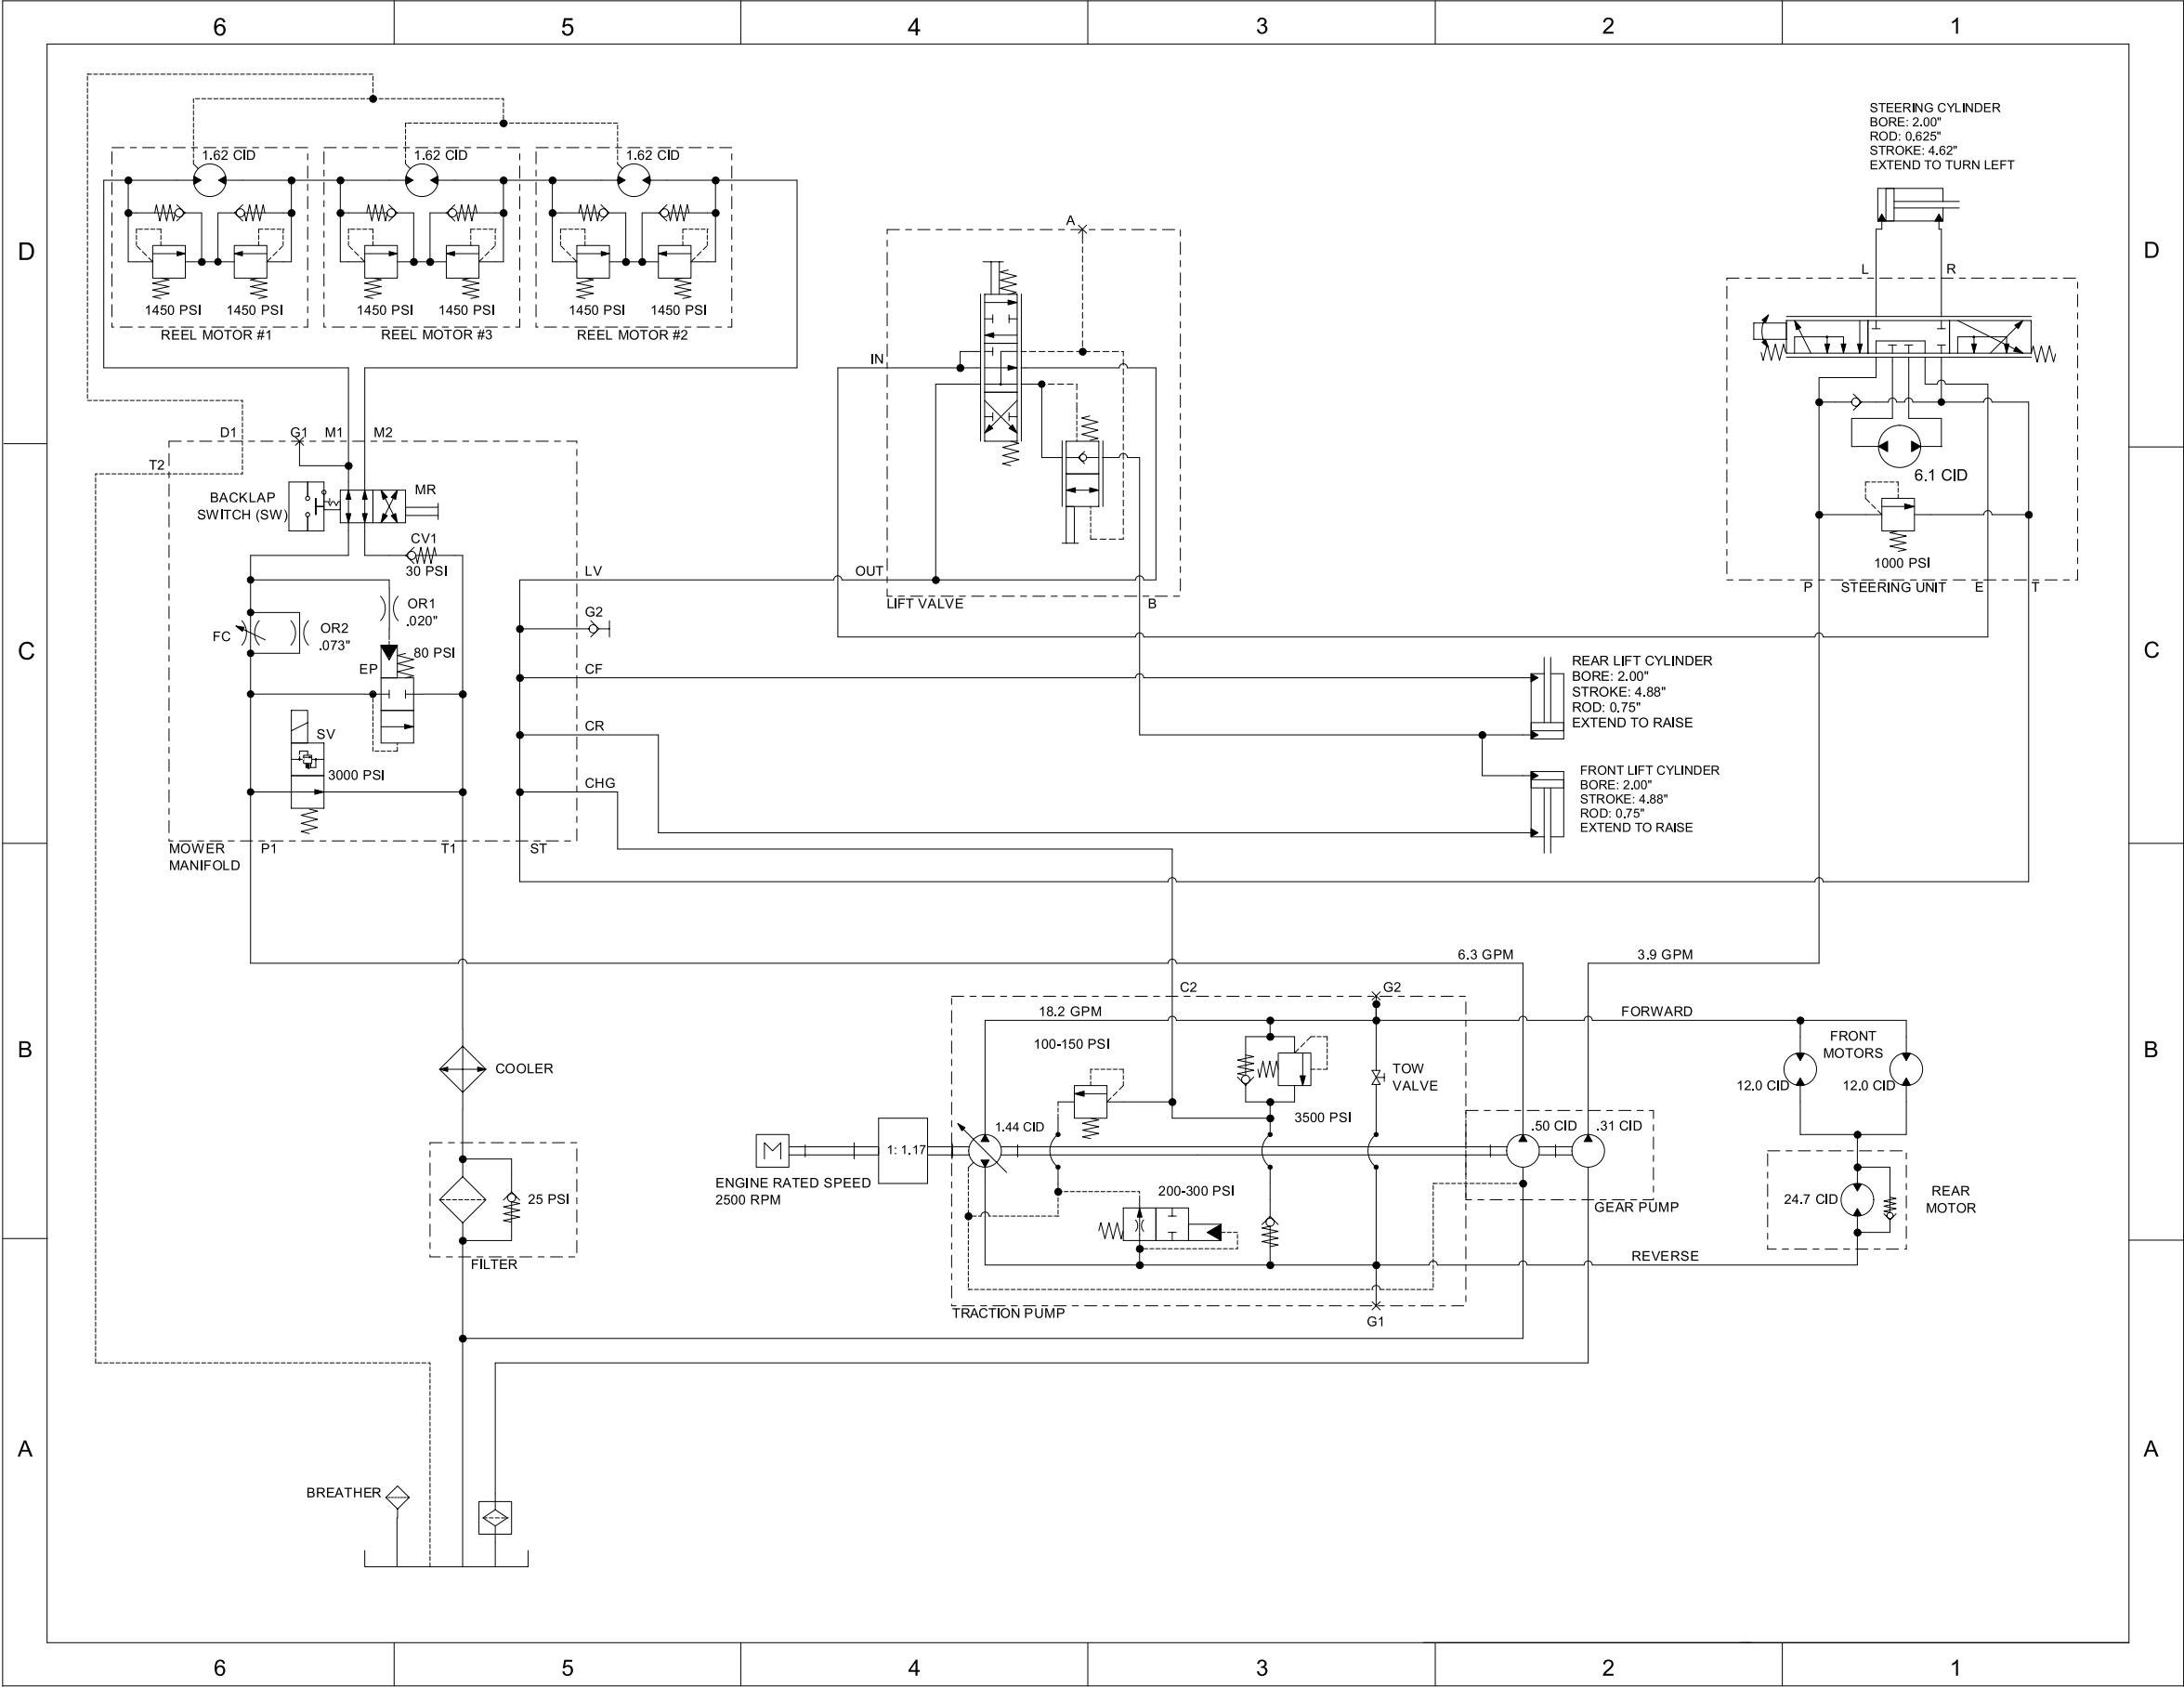 6 5 4 3 2 1
STEERING CYLINDER
BORE: 2.00"
ROD: 0.625"
STROKE: 4.62"
EXTEND TO TURN LEFT
1.62 CID 1.62 CID 1.62 CID
A
D D
L R
1450 PSI 1450 PSI 1450 PSI 1450 PSI 1450 PSI 1450 PSI
REEL MOTOR #1 REEL MOTOR #3 REEL MOTOR #2
IN
D1 G1 M1 M2
T2
6.1 CID
BACKLAP
SWITCH (SW)
MR
CV1
30 PSI
1000 PSI
LV OUT
P STEERING UNIT E T
LIFT VALVE B
OR1
.020"
G2
FC OR2
.073"
80 PSI
EP
C C
CF
REAR LIFT CYLINDER
BORE: 2.00"
STROKE: 4.88"
ROD: 0.75"
EXTEND TO RAISE
CR
SV
3000 PSI
CHG
FRONT LIFT CYLINDER
BORE: 2.00"
STROKE: 4.88"
ROD: 0.75"
EXTEND TO RAISE
MOWER
MANIFOLD
P1 T1 ST
6.3 GPM 3.9 GPM
C2 G2
18.2 GPM FORWARD
100-150 PSI
FRONT
MOTORS
B B
COOLER
TOW
VALVE
12.0 CID 12.0 CID
3500 PSI
1.44 CID .50 CID .31 CID
M 1: 1.17
ENGINE RATED SPEED
2500 RPM
200-300 PSI
25 PSI
24.7 CID
REAR
MOTOR
GEAR PUMP
FILTER
REVERSE
TRACTION PUMP
G1
A A
BREATHER
6 5 4 3 2 1